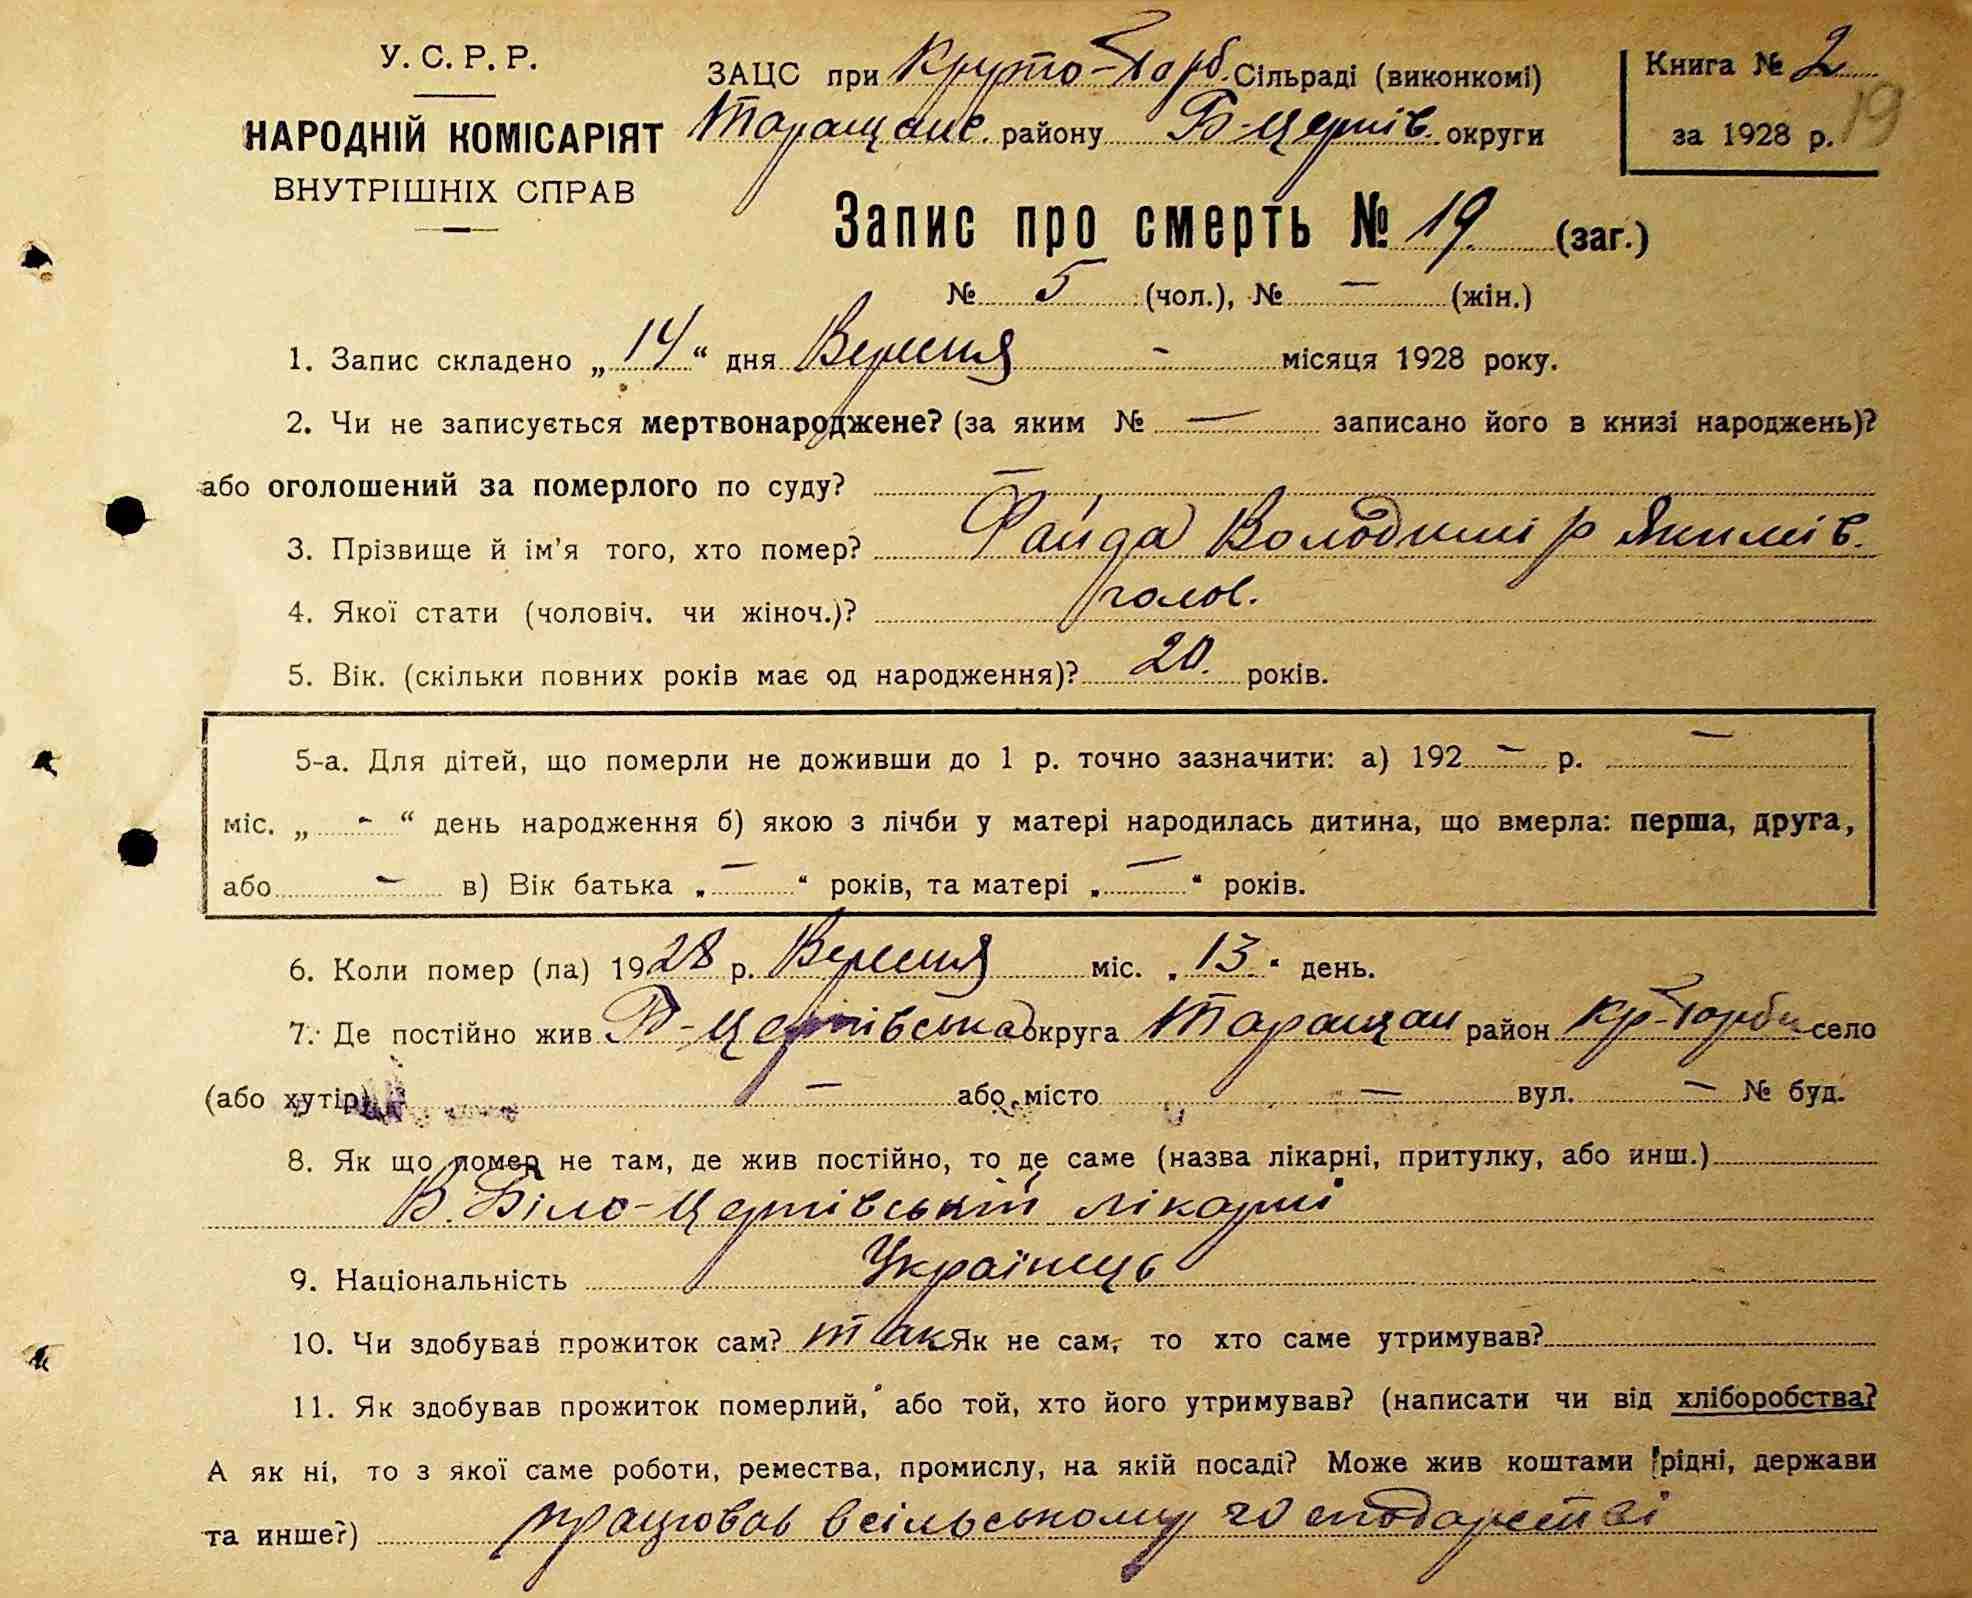 У. С. Р. Р.
НАРОДНІЙ КОМІСАРІЯТ
ВНУТРІШНІХ СПРАВ
ЗАЦС при Круто-Горб. Сільраді (виконкомі)
Таращанс. району Б-Церків. округи
Книга № 2
за 1928 р. 19
Запис про смерть № 19. (заг.)
№ 5 (чол.), № — (жін.)
1. Запис складено „14“ дня Вересня - місяця 1928 року.
2. Чи не записується мертвонароджене? (за яким № — записано його в книзі народжень)?
або оголошений за померлого по суду? —
3. Прізвище й ім’я того, хто помер? Файда Володимир Якимів.
4. Якої стати (чоловіч. чи жіноч.)? чолов.
5. Вік. (скільки повних років має од народження)? 20. років.
5-а. Для дітей, що померли не доживши до 1 р. точно зазначити: а) 192 — р. —
міс. „ - “ день народження б) якою з лічби у матері народилась дитина, що вмерла: перша, друга,
або — в) Вік батька „ — “ років, та матері „ — “ років.
6. Коли помер (ла) 1928 р. Вересня міс. „13.“ день.
7. Де постійно жив Б-Церківська округа Таращан район Кр-Горби село
(або хутір) — або місто — вул. — № буд.
8. Як що помер не там, де жив постійно, то де саме (назва лікарні, притулку, або инш.)
В. Біло-Церківській лікарні
9. Національність Українець
10. Чи здобував прожиток сам? так Як не сам, то хто саме утримував?
11. Як здобував прожиток померлий, або той, хто його утримував? (написати чи від хліборобства?
А як ні, то з якої саме роботи, ремества, промислу, на якій посаді? Може жив коштами рідні, держави
та инше?) працював всільському господарстві